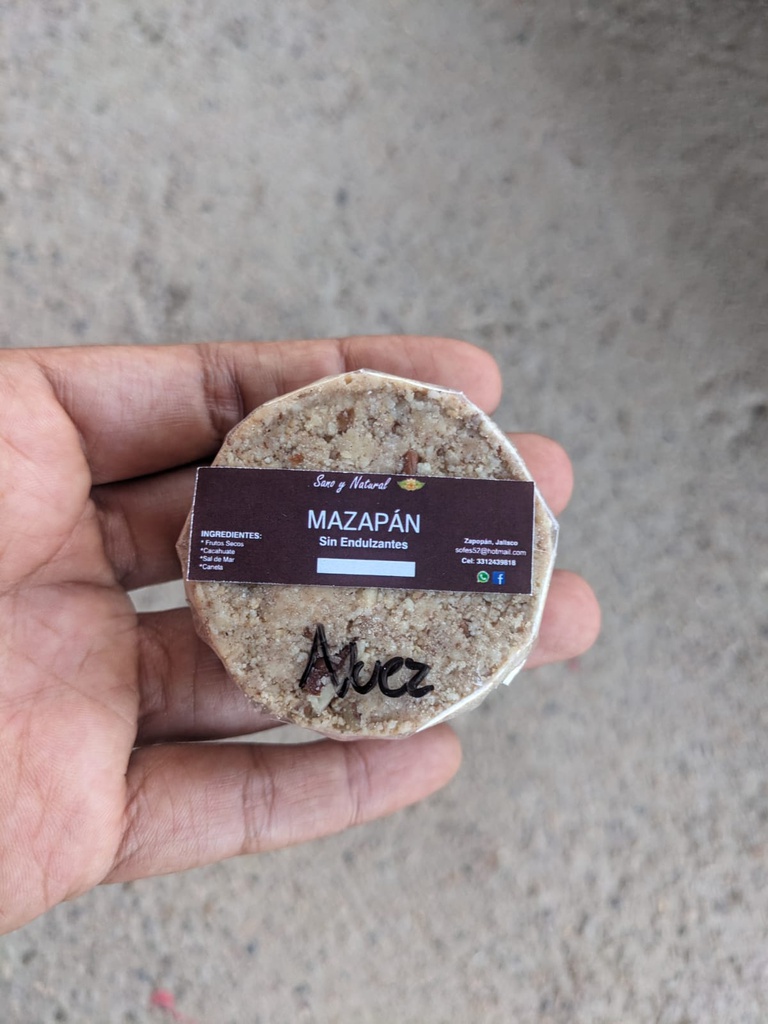 Sano y Natural
MAZAPÁN
Sin Endulzantes
INGREDIENTES:
* Frutos Secos
*Cacahuate
*Sal de Mar
*Canela
Zapopán, Jalisco
sofes52@hotmail.com
Cel: 3312439818
Nuez